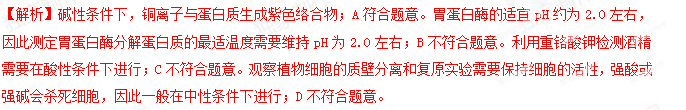 【解析】碱性条件下，铜离子与蛋白质生成紫色络合物；A符合题意。胃蛋白酶的适宜 pH 约为 2.0 左右，
因此测定胃蛋白酶分解蛋白质的最适温度需要维持 pH 为 2.0 左右；B 不符合题意。利用重铬酸钾检测酒精
需要在酸性条件下进行；C 不符合题意。观察植物细胞的质壁分离和复原实验需要保持细胞的活性，强酸或
强碱会杀死细胞，因此一般在中性条件下进行；D 不符合题意。